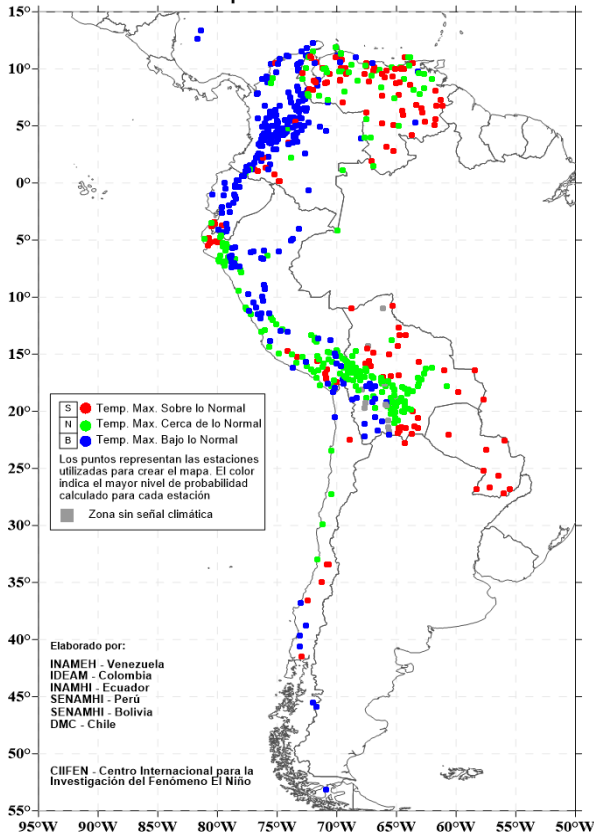 15°
10°
5°
0°
5°
10°
15°
20°
25°
30°
35°
40°
45°
50°
55°
S Temp. Max. Sobre lo Normal
N Temp. Max. Cerca de lo Normal
B Temp. Max. Bajo lo Normal
Los puntos representan las estaciones
utilizadas para crear el mapa. El color
indica el mayor nivel de probabilidad
calculado para cada estación
Zona sin señal climática
Elaborado por:
INAMEH - Venezuela
IDEAM - Colombia
INAMHI - Ecuador
SENAMHI - Perú
SENAMHI - Bolivia
DMC - Chile
CIIFEN - Centro Internacional para la
Investigación del Fenómeno El Niño
95°W 90°W 85°W 80°W 75°W 70°W 65°W 60°W 55°W 50°W